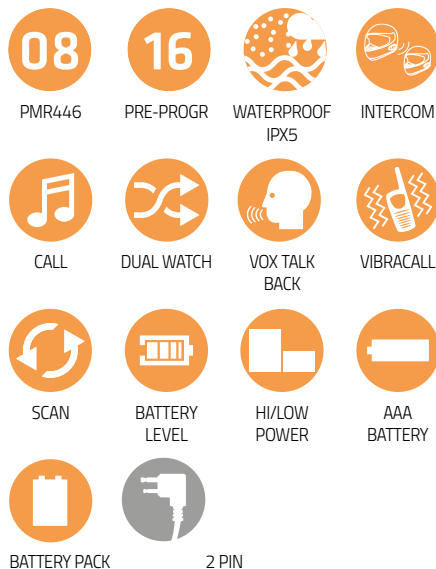 08 16
PMR446 PRE-PROGR WATERPROOF IPX5 INTERCOM
CALL DUAL WATCH VOX TALK BACK VIBRACALL
SCAN BATTERY LEVEL HI/LOW POWER AAA BATTERY
BATTERY PACK 2 PIN